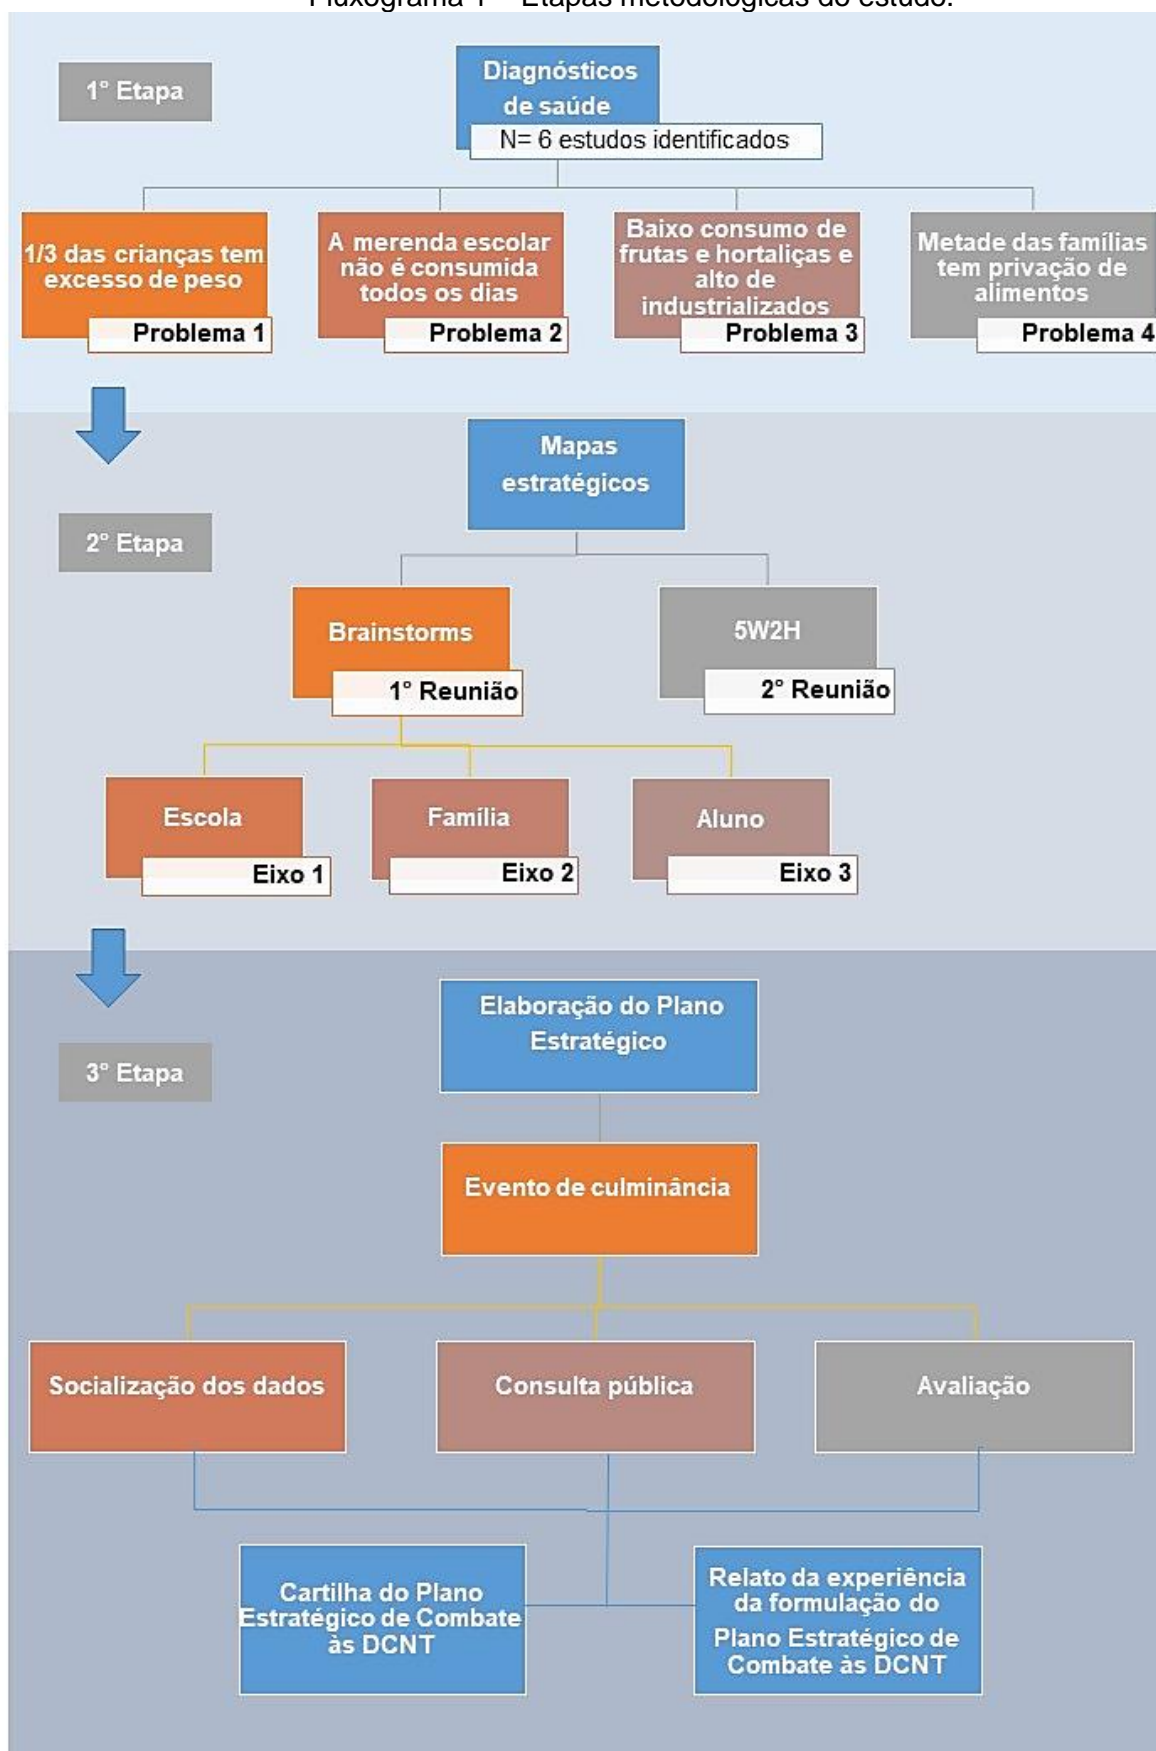 Fluxograma 1 – Etapas metodológicas do estudo.
1° Etapa
Diagnósticos
de saúde
N= 6 estudos identificados
1/3 das crianças tem
excesso de peso
Problema 1
A merenda escolar
não é consumida
todos os dias
Problema 2
Baixo consumo de
frutas e hortaliças e
alto de
industrializados
Problema 3
Metade das famílias
tem privação de
alimentos
Problema 4
2° Etapa
Mapas
estratégicos
Brainstorms
1° Reunião
5W2H
2° Reunião
Escola
Eixo 1
Família
Eixo 2
Aluno
Eixo 3
3° Etapa
Elaboração do Plano
Estratégico
Evento de culminância
Socialização dos dados
Consulta pública
Avaliação
Cartilha do Plano
Estratégico de Combate
às DCNT
Relato da experiência
da formulação do
Plano Estratégico de
Combate às DCNT